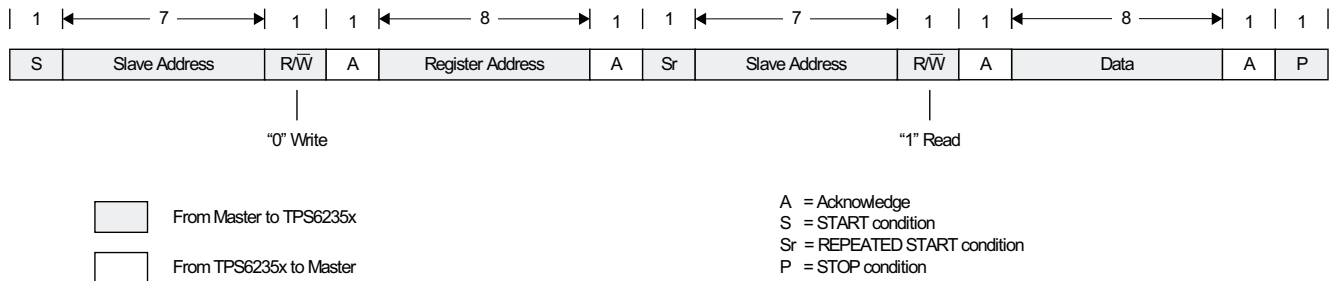 1 7 1 1 8 1 1 7 1 1 8 1 1
S Slave Address R/W̅ A Register Address A Sr Slave Address R/W̅ A Data A P
“0” Write “1” Read
From Master to TPS6235x
From TPS6235x to Master
A = Acknowledge
S = START condition
Sr = REPEATED START condition
P = STOP condition